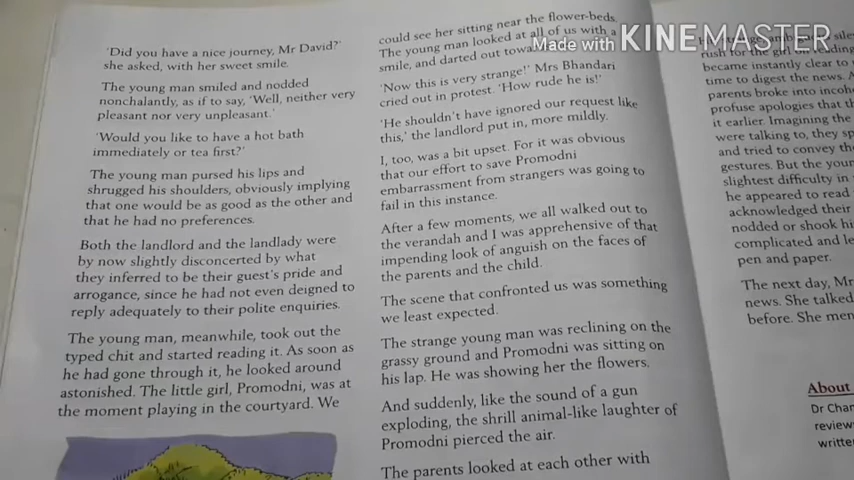 'Did you have a nice journey, Mr David?'
she asked, with her sweet smile.
The young man smiled and nodded
nonchalantly, as if to say, 'Well, neither very
pleasant nor very unpleasant.'
'Would you like to have a hot bath
immediately or tea first?'
The young man pursed his lips and
shrugged his shoulders, obviously implying
that one would be as good as the other and
that he had no preferences.
Both the landlord and the landlady were
by now slightly disconcerted by what
they inferred to be their guest's pride and
arrogance, since he had not even deigned to
reply adequately to their polite enquiries.
The young man, meanwhile, took out the
typed chit and started reading it. As soon as
he had gone through it, he looked around
astonished. The little girl, Promodni, was at
the moment playing in the courtyard. We
could see her sitting near the flower-beds.
The young man looked at all of us with a
smile, and darted out
'Now this is very strange!' Mrs Bhandari
cried out in protest. 'How rude he is!'
'He shouldn't have ignored our request like
this,' the landlord put in, more mildly.
I, too, was a bit upset. For it was obvious
that our effort to save Promodni
embarrassment from strangers was going to
fail in this instance.
After a few moments, we all walked out to
the verandah and I was apprehensive of that
impending look of anguish on the faces of
the parents and the child.
The scene that confronted us was something
we least expected.
The strange young man was reclining on the
grassy ground and Promodni was sitting on
his lap. He was showing her the flowers.
And suddenly, like the sound of a gun
exploding, the shrill animal-like laughter of
Promodni pierced the air.
The parents looked at each other with
Made with KINEMASTER
rush for the girl on reading
became instantly clear to
time to digest the news. A
parents broke into
profuse apologies that
it earlier. Imagining the
were talking to, they
and tried to convey the
gestures. But the
slightest difficulty in
he appeared to read
acknowledged their
nodded or shook
complicated and
pen and paper.
The next day, Mr
news. She talked
before. She
About
Dr
written